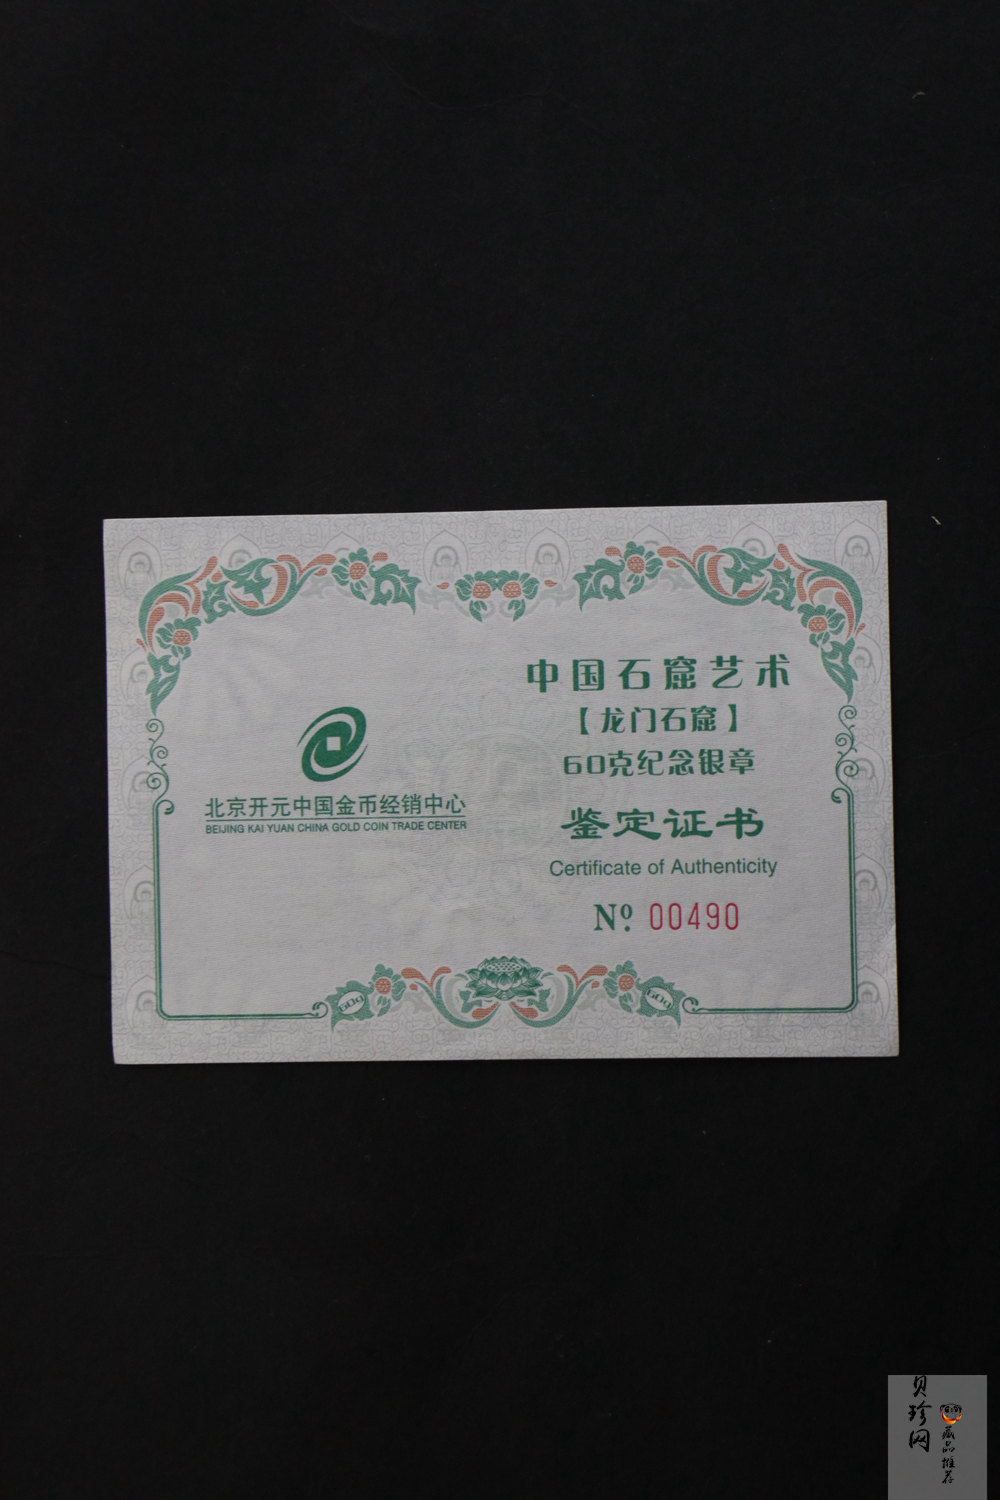 中国石窟艺术
【龙门石窟】
60克纪念银章
鉴定证书
Certificate of Authenticity
Nº. 00490
北京开元中国金币经销中心
BEIJING KAI YUAN CHINA GOLD COIN TRADE CENTER
60g
60g
贝珍网
藏品推荐